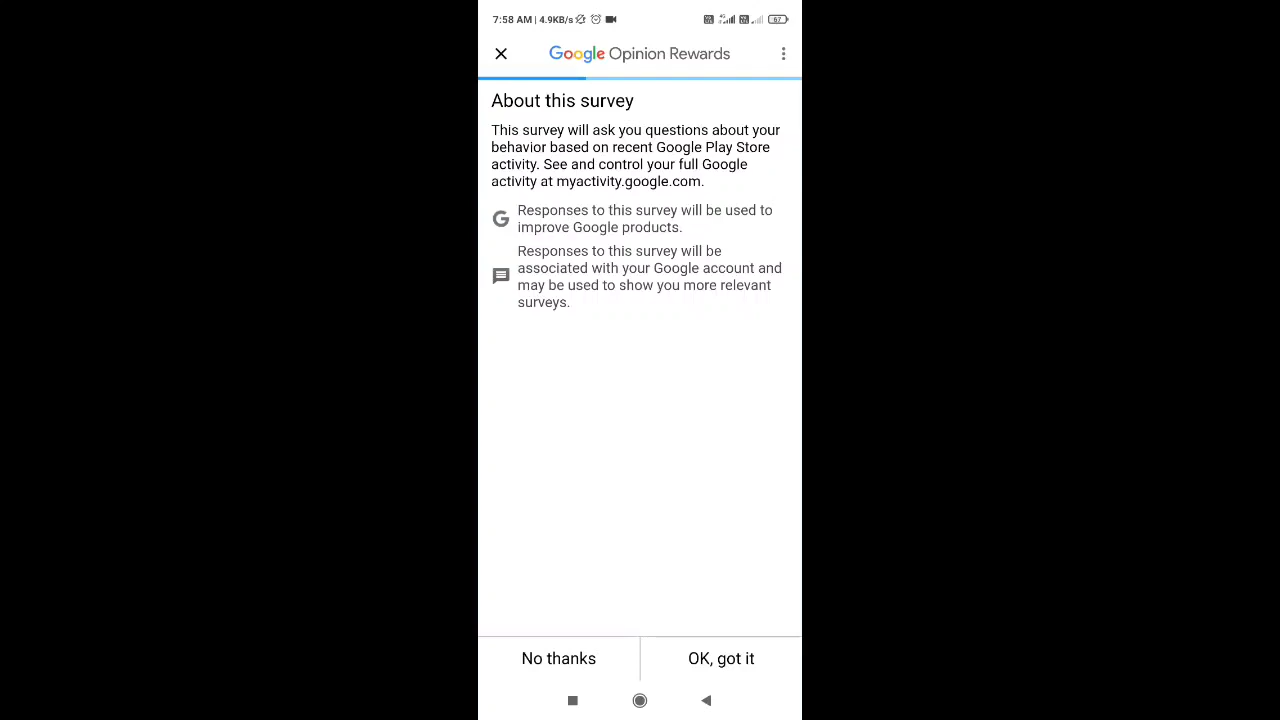 7:58 AM | 4.9KB/s 67
Google Opinion Rewards
About this survey
This survey will ask you questions about your
behavior based on recent Google Play Store
activity. See and control your full Google
activity at myactivity.google.com.
Responses to this survey will be used to
improve Google products.
Responses to this survey will be
associated with your Google account and
may be used to show you more relevant
surveys.
No thanks
OK, got it